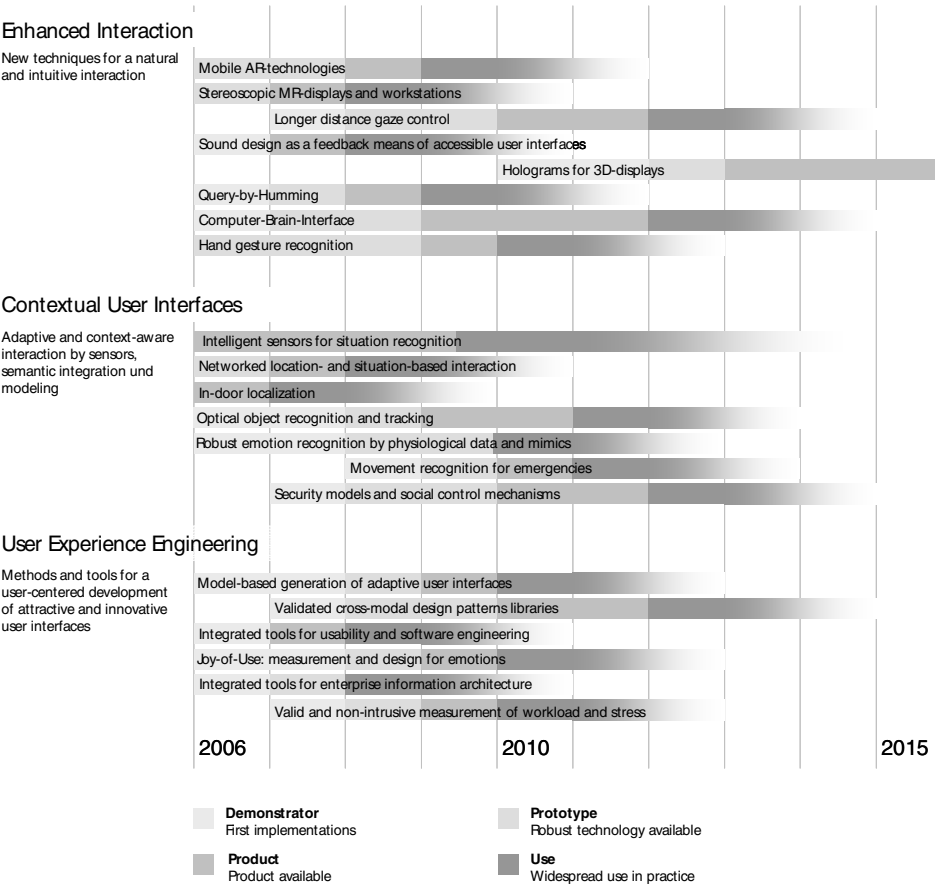 Enhanced Interaction
New techniques for a natural
and intuitive interaction
Mobile AR-technologies
Stereoscopic MR-displays and workstations
Longer distance gaze control
Sound design as a feedback means of accessible user interfaces
Holograms for 3D-displays
Query-by-Humming
Computer-Brain-Interface
Hand gesture recognition
Contextual User Interfaces
Adaptive and context-aware
interaction by sensors,
semantic integration und
modeling
Intelligent sensors for situation recognition
Networked location- and situation-based interaction
In-door localization
Optical object recognition and tracking
Robust emotion recognition by physiological data and mimics
Movement recognition for emergencies
Security models and social control mechanisms
User Experience Engineering
Methods and tools for a
user-centered development
of attractive and innovative
user interfaces
Model-based generation of adaptive user interfaces
Validated cross-modal design patterns libraries
Integrated tools for usability and software engineering
Joy-of-Use: measurement and design for emotions
Integrated tools for enterprise information architecture
Valid and non-intrusive measurement of workload and stress
2006 2010 2015
Demonstrator
First implementations
Prototype
Robust technology available
Product
Product available
Use
Widespread use in practice